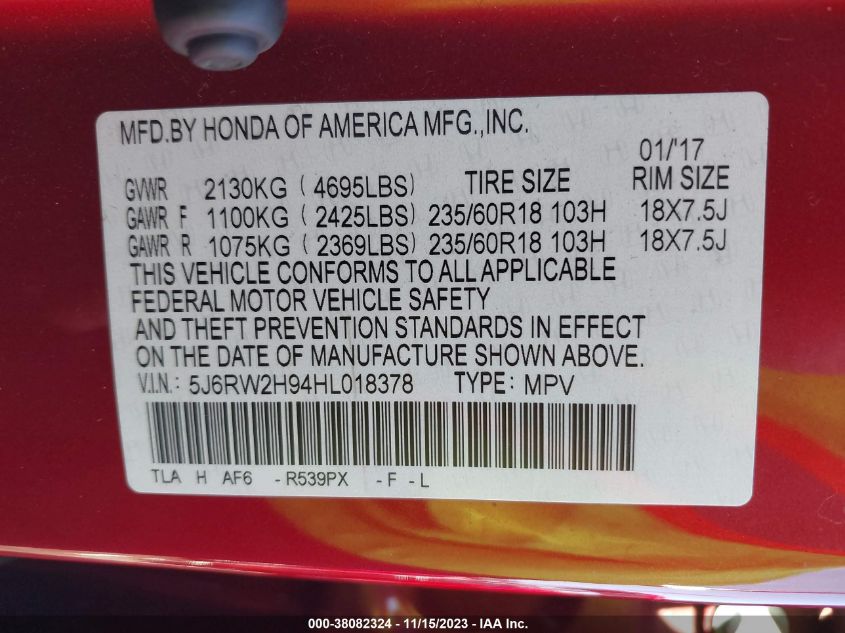 MFD.BY HONDA OF AMERICA MFG.,INC.
01/'17
GVWR 2130KG ( 4695LBS) TIRE SIZE RIM SIZE
GAWR F 1100KG ( 2425LBS) 235/60R18 103H 18X7.5J
GAWR R 1075KG ( 2369LBS) 235/60R18 103H 18X7.5J
THIS VEHICLE CONFORMS TO ALL APPLICABLE
FEDERAL MOTOR VEHICLE SAFETY
AND THEFT PREVENTION STANDARDS IN EFFECT
ON THE DATE OF MANUFACTURE SHOWN ABOVE.
V.I.N.: 5J6RW2H94HL018378 TYPE: MPV
TLA H AF6 -R539PX -F -L
000-38082324 - 11/15/2023 - IAA Inc.